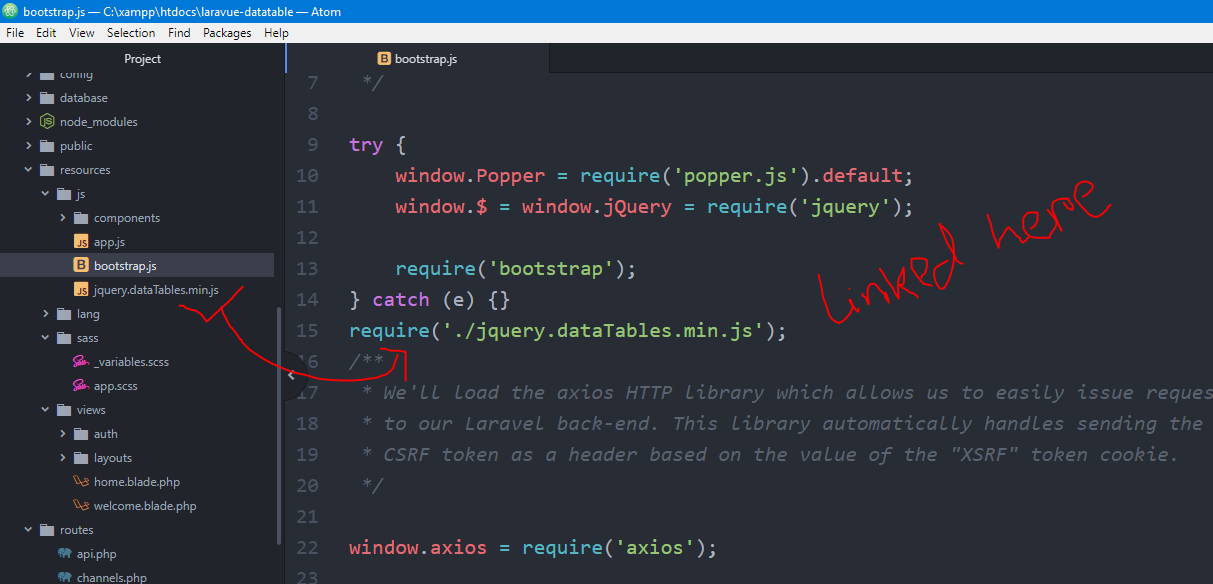 bootstrap.js — C:\xampp\htdocs\laravue-datatable — Atom
File Edit View Selection Find Packages Help
Project
config
database
node_modules
public
resources
js
components
app.js
bootstrap.js
jquery.dataTables.min.js
lang
sass
_variables.scss
app.scss
views
auth
layouts
home.blade.php
welcome.blade.php
routes
api.php
channels.php
bootstrap.js
7 */
8
9 try {
10 window.Popper = require('popper.js').default;
11 window.$ = window.jQuery = require('jquery');
12
13 require('bootstrap');
14 } catch (e) {}
15 require('./jquery.dataTables.min.js');
16 /**
17 * We'll load the axios HTTP library which allows us to easily issue reques
18 * to our Laravel back-end. This library automatically handles sending the
19 * CSRF token as a header based on the value of the "XSRF" token cookie.
20 */
21
22 window.axios = require('axios');
23
Linked here